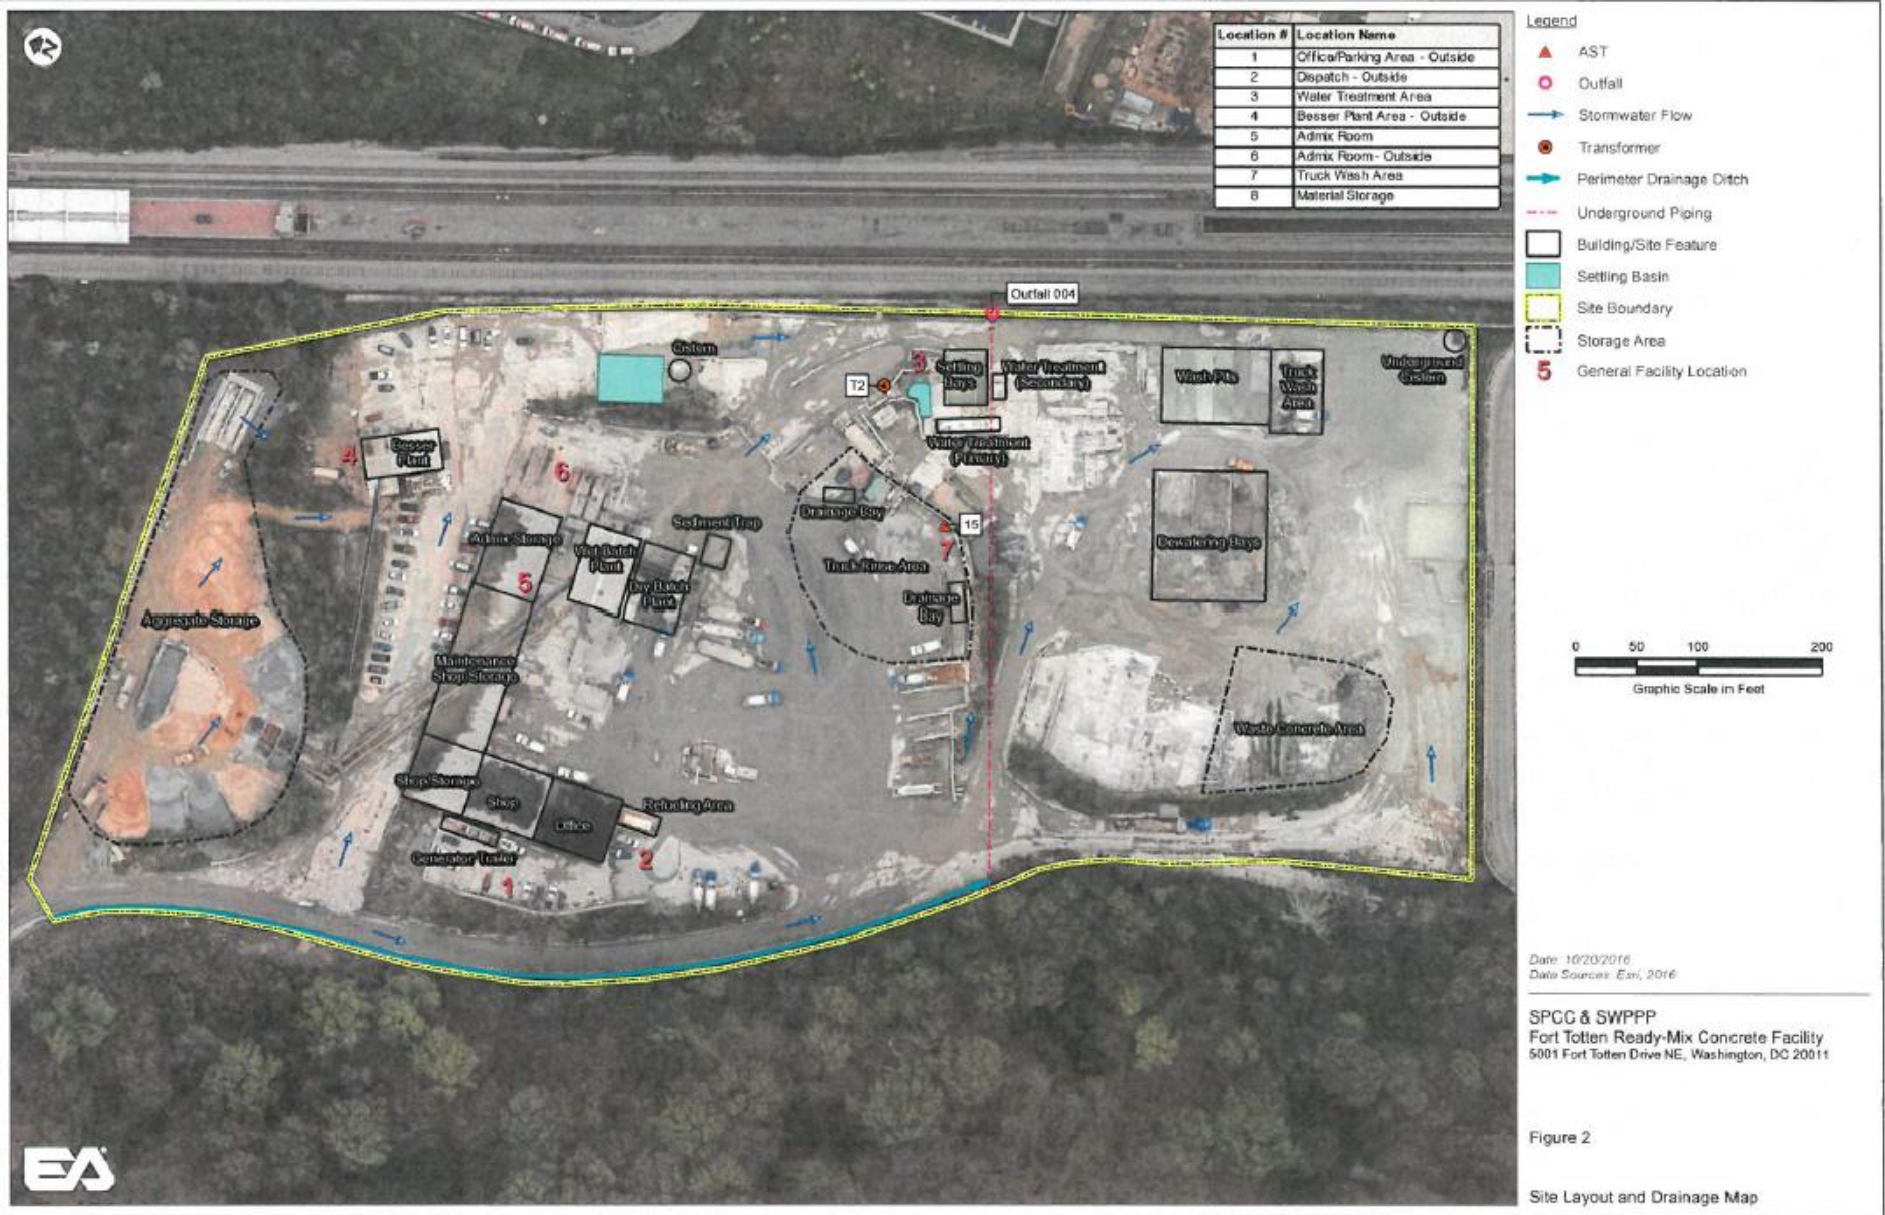 N
Location # Location Name
1 Office/Parking Area - Outside
2 Dispatch - Outside
3 Water Treatment Area
4 Besser Plant Area - Outside
5 Admix Room
6 Admix Room- Outside
7 Truck Wash Area
8 Material Storage
Legend
AST
Outfall
Stormwater Flow
Transformer
Perimeter Drainage Ditch
Underground Piping
Building/Site Feature
Settling Basin
Site Boundary
Storage Area
5 General Facility Location
Outfall 004
Cistern
T2
3
Settling
Bays
Water Treatment
(Secondary)
Wash Pits
Truck
Wash
Area
Underground
Cistern
4
Besser
Plant
Water Treatment
(Primary)
6
Drainage Bay
Sediment Trap
15
7
Admix Storage
Wet Batch
Plant
Dewatering Bays
5
Dry Batch
Plant
Truck Rinse Area
Drainage
Bay
Aggregate Storage
Maintenance
Shop Storage
Waste Concrete Area
Shop Storage
Shop
Office
Refueling Area
Generator Trailer
1
2
0 50 100 200
Graphic Scale in Feet
Date: 10/20/2016
Data Sources: Esri, 2016
SPCC & SWPPP
Fort Totten Ready-Mix Concrete Facility
5001 Fort Totten Drive NE, Washington, DC 20011
Figure 2
Site Layout and Drainage Map
EA